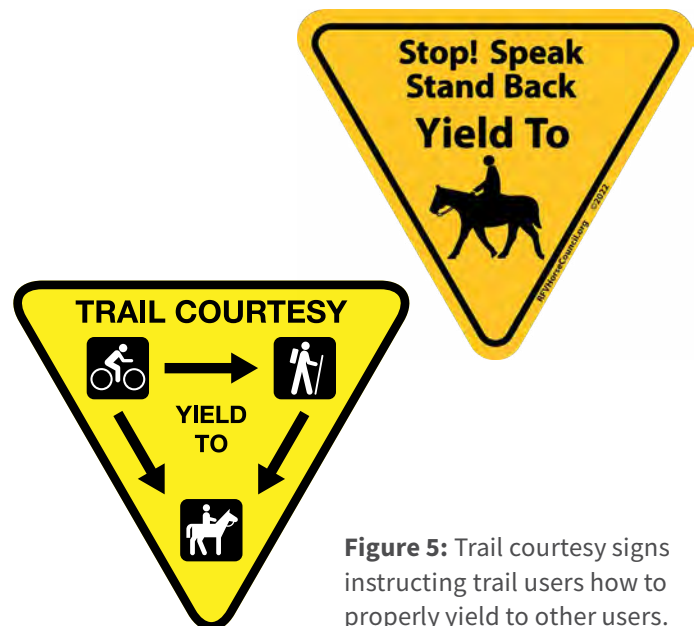 Stop! Speak
Stand Back
Yield To
RFVHorseCouncil.org ©2022
TRAIL COURTESY
YIELD
TO
Figure 5: Trail courtesy signs
instructing trail users how to
properly yield to other users.